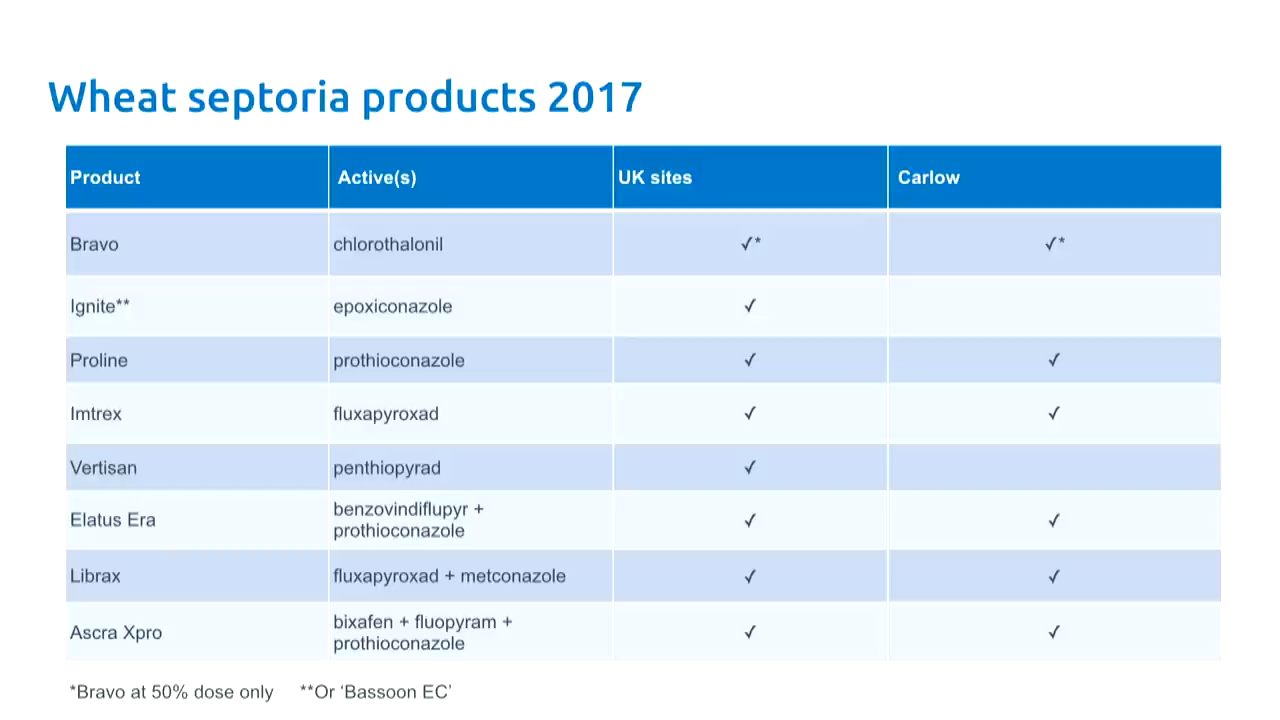 Wheat septoria products 2017
Product Active(s) UK sites Carlow
Bravo chlorothalonil ✓* ✓*
Ignite** epoxiconazole ✓
Proline prothioconazole ✓ ✓
Imtrex fluxapyroxad ✓ ✓
Vertisan penthiopyrad ✓
Elatus Era benzovindiflupyr + prothioconazole ✓ ✓
Librax fluxapyroxad + metconazole ✓ ✓
Ascra Xpro bixafen + fluopyram + prothioconazole ✓ ✓
*Bravo at 50% dose only **Or ‘Bassoon EC’